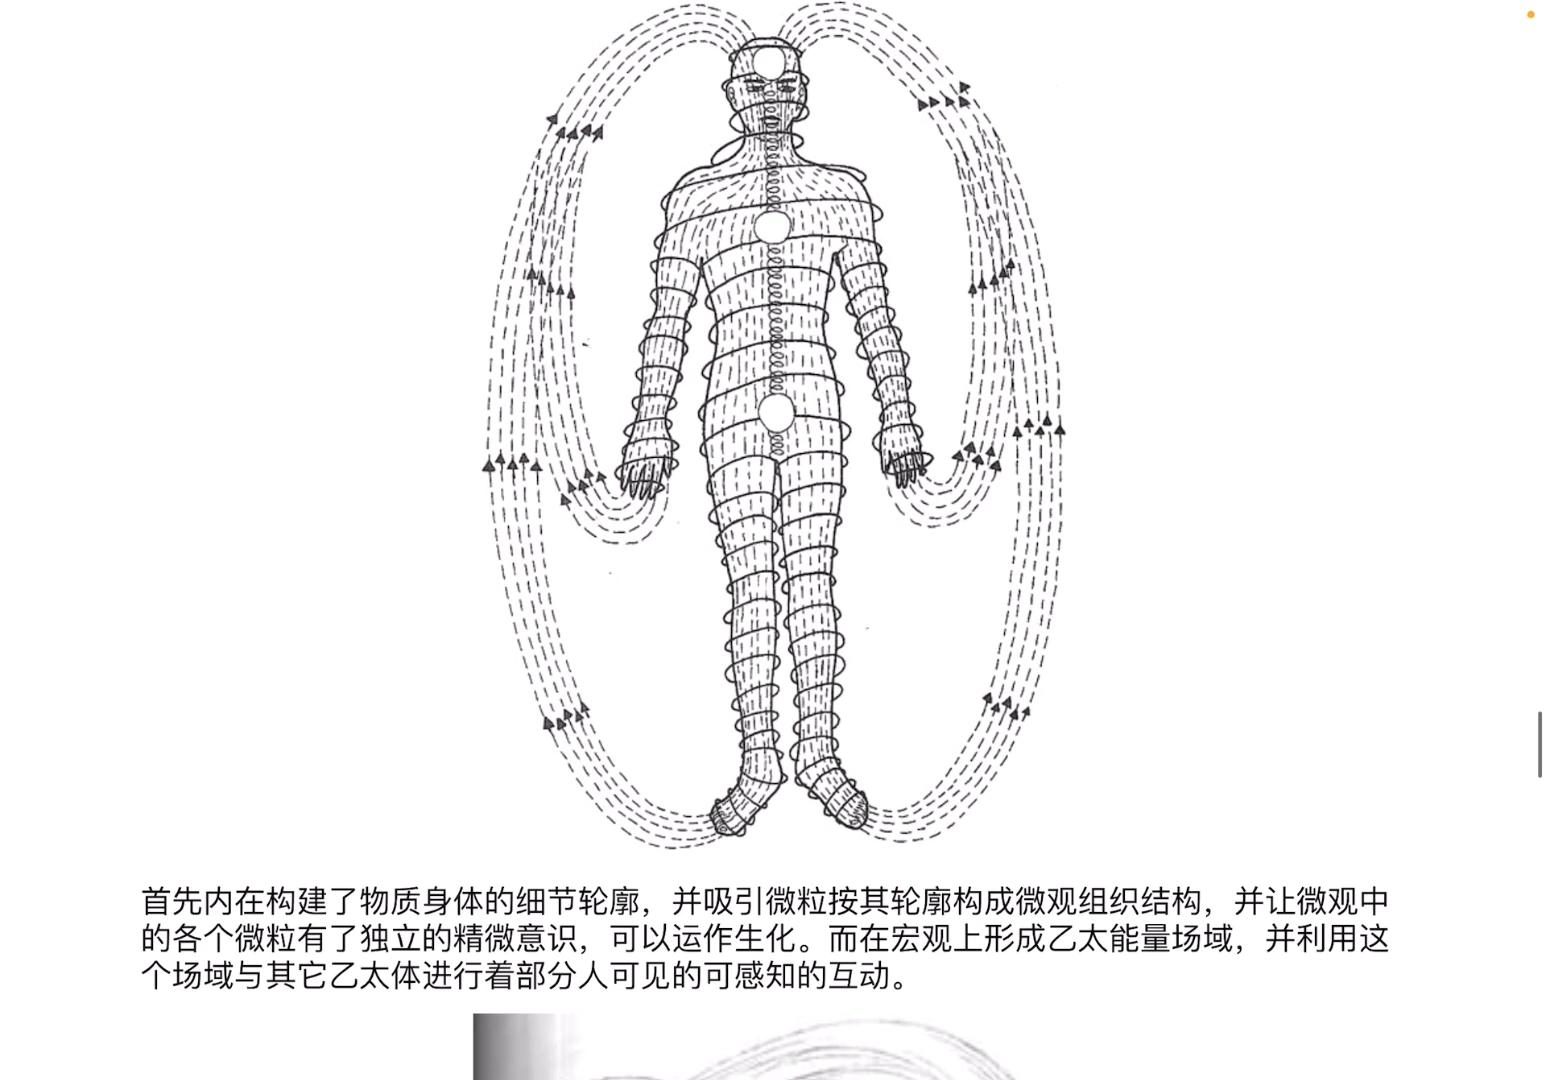 首先内在构建了物质身体的细节轮廓，并吸引微粒按其轮廓构成微观组织结构，并让微观中
的各个微粒有了独立的精微意识，可以运作生化。而在宏观上形成乙太能量场域，并利用这
个场域与其它乙太体进行着部分人可见的可感知的互动。